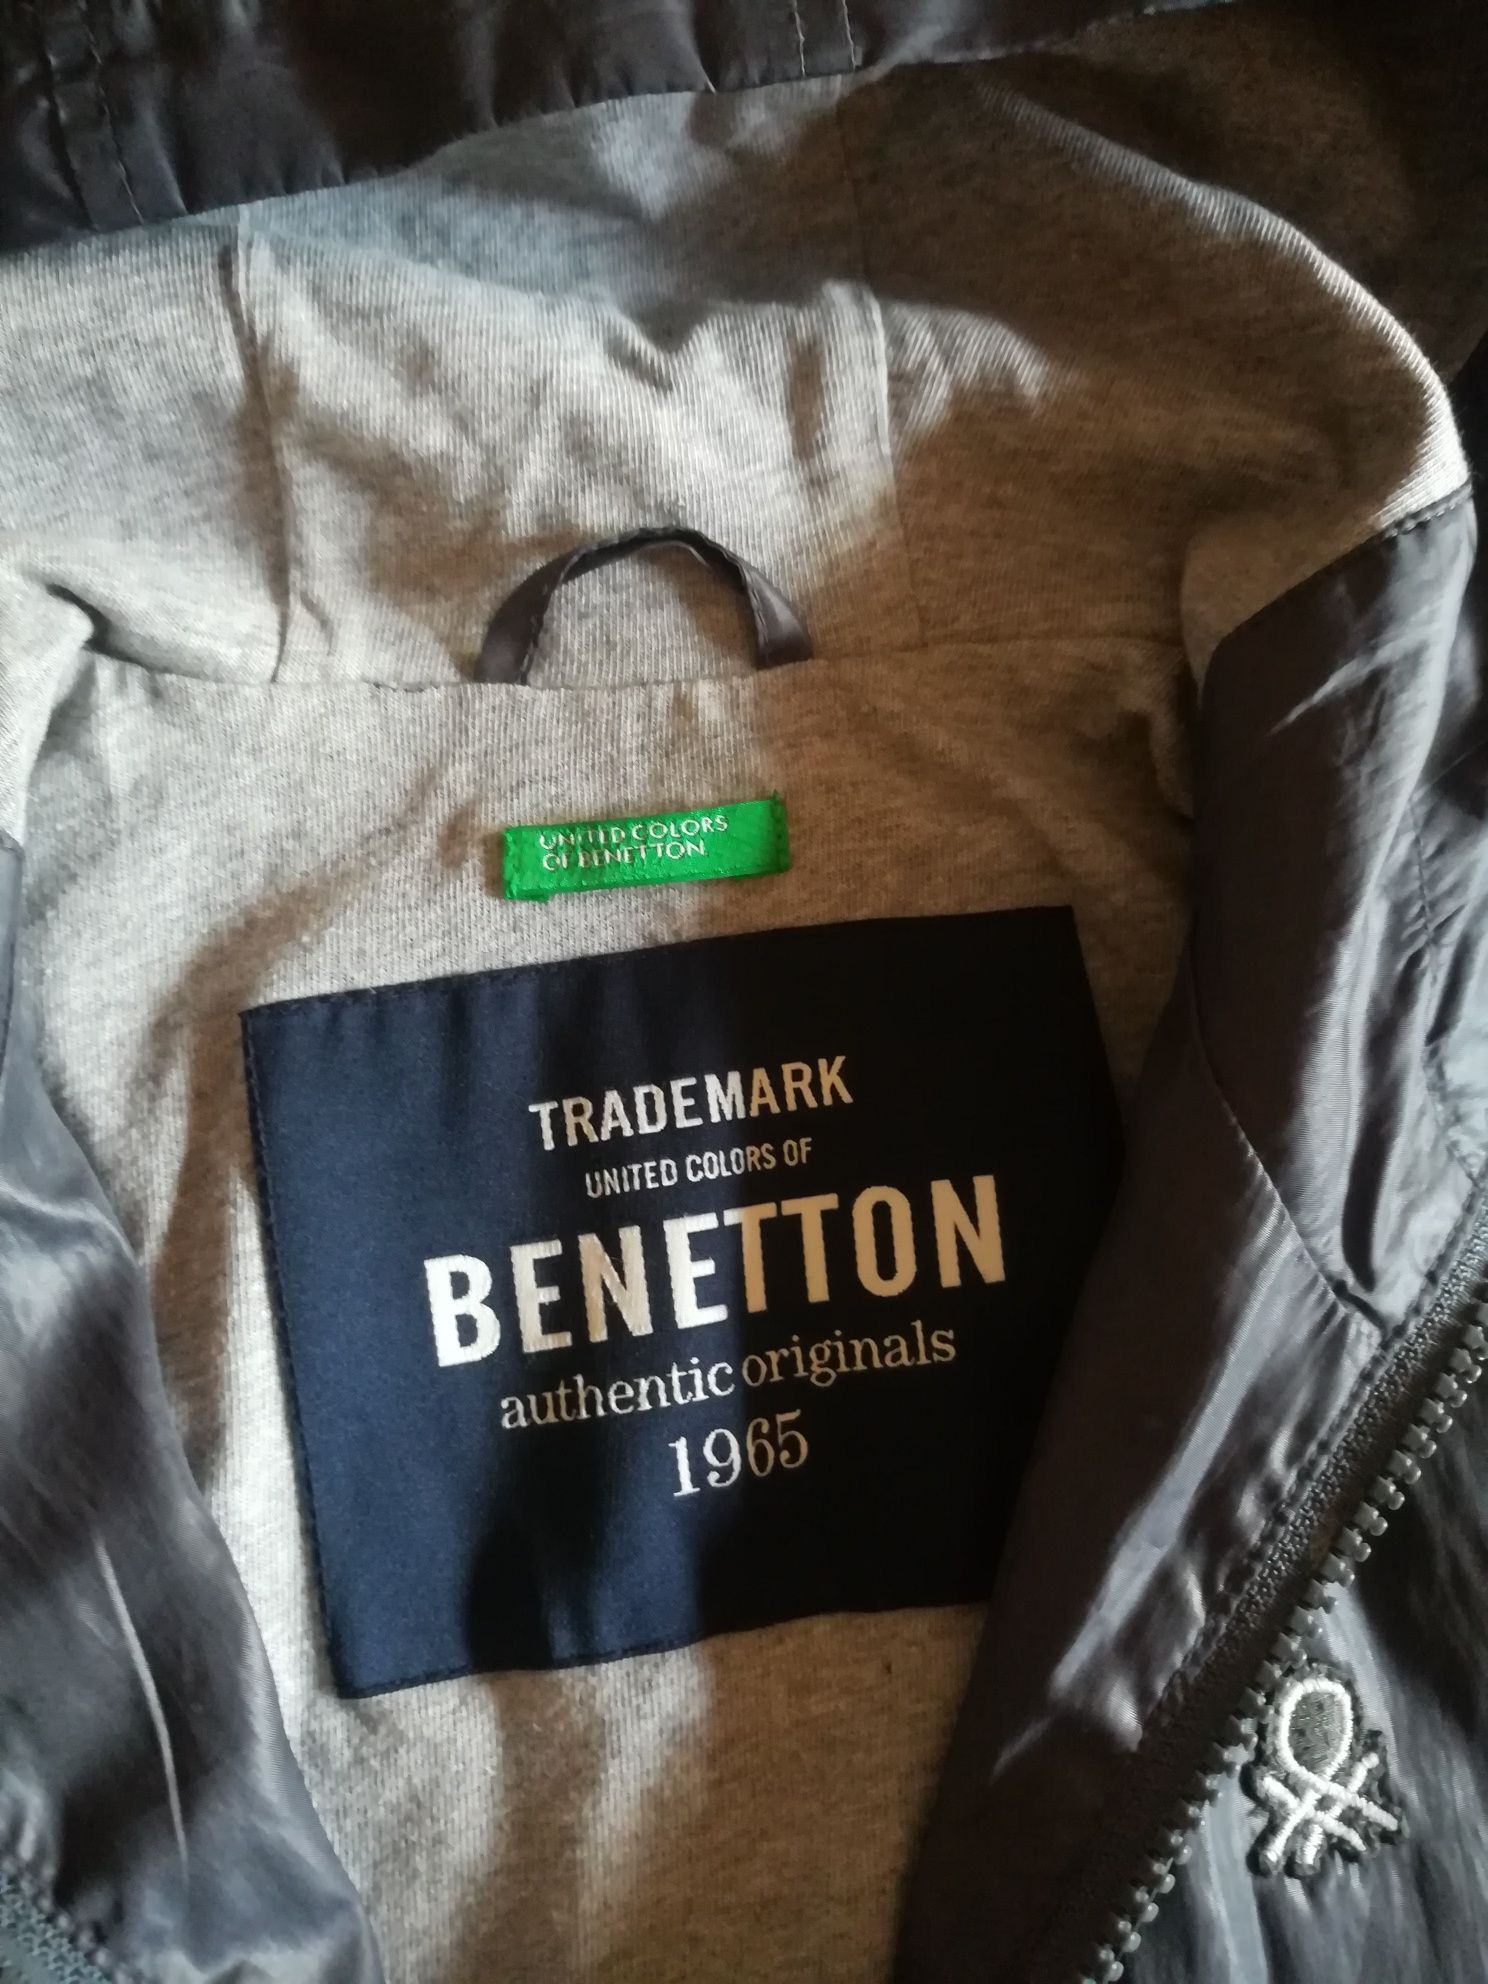 UNITED COLORS
OF BENETTON.
TRADEMARK
UNITED COLORS OF
BENETTON
authentic originals
1965